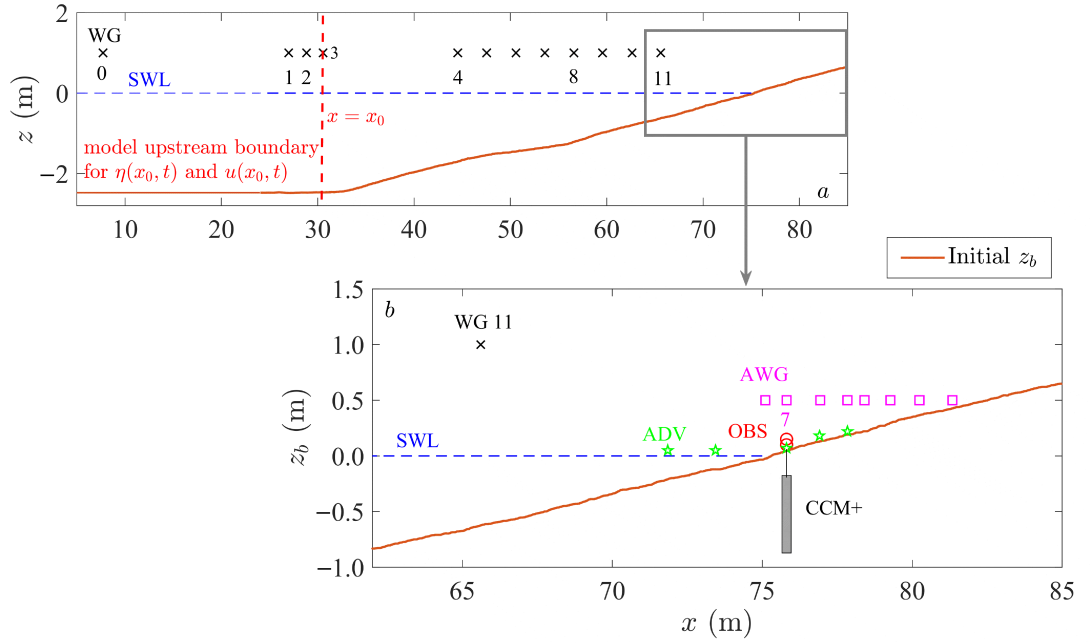 2
0
−2
z (m)
WG
0
1
2
3
4
8
11
SWL
x = x₀
model upstream boundary
for η(x₀, t) and u(x₀, t)
a
10
20
30
40
50
60
70
80
Initial z_b
1.5
1.0
0.5
0.0
−0.5
−1.0
z_b (m)
b
WG 11
AWG
7
SWL
ADV
OBS
CCM+
65
70
75
80
85
x (m)